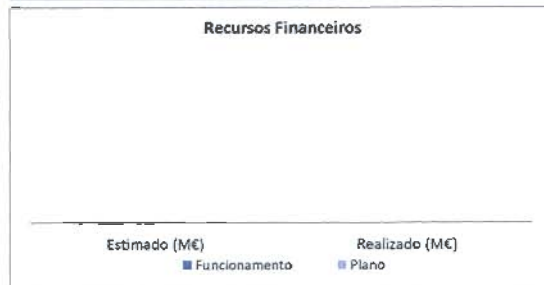 Recursos Financeiros
Estimado (M€) Realizado (M€)
Funcionamento Plano